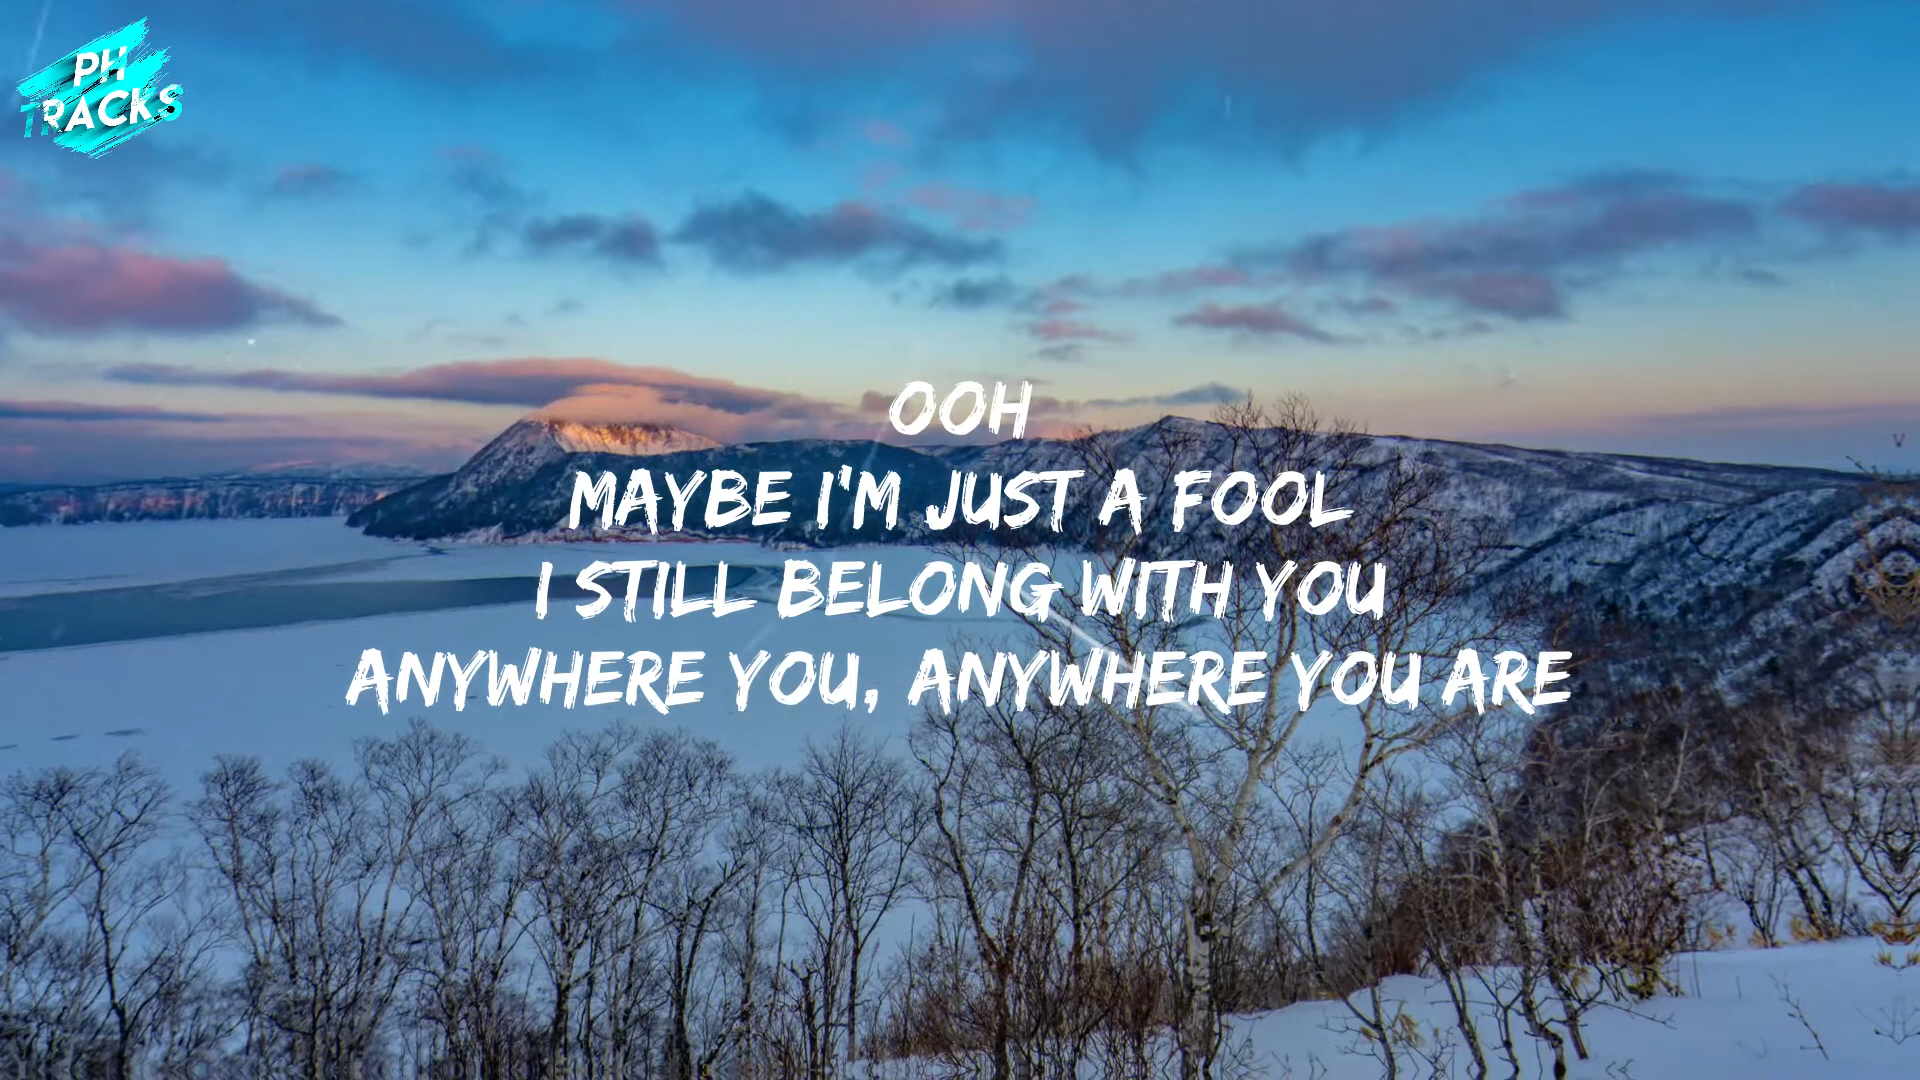 PH
TRACKS
OOH
MAYBE I'M JUST A FOOL
I STILL BELONG WITH YOU
ANYWHERE YOU, ANYWHERE YOU ARE